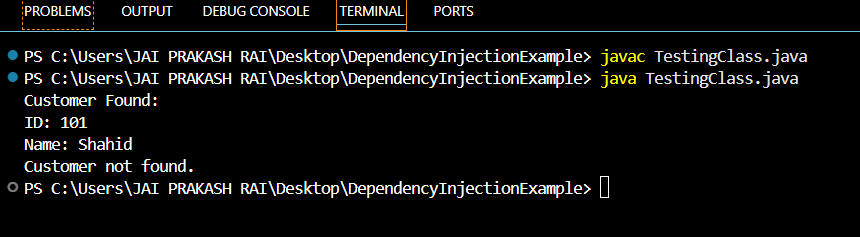 PROBLEMS OUTPUT DEBUG CONSOLE TERMINAL PORTS
PS C:\Users\JAI PRAKASH RAI\Desktop\DependencyInjectionExample> javac TestingClass.java
PS C:\Users\JAI PRAKASH RAI\Desktop\DependencyInjectionExample> java TestingClass.java
Customer Found:
ID: 101
Name: Shahid
Customer not found.
PS C:\Users\JAI PRAKASH RAI\Desktop\DependencyInjectionExample>